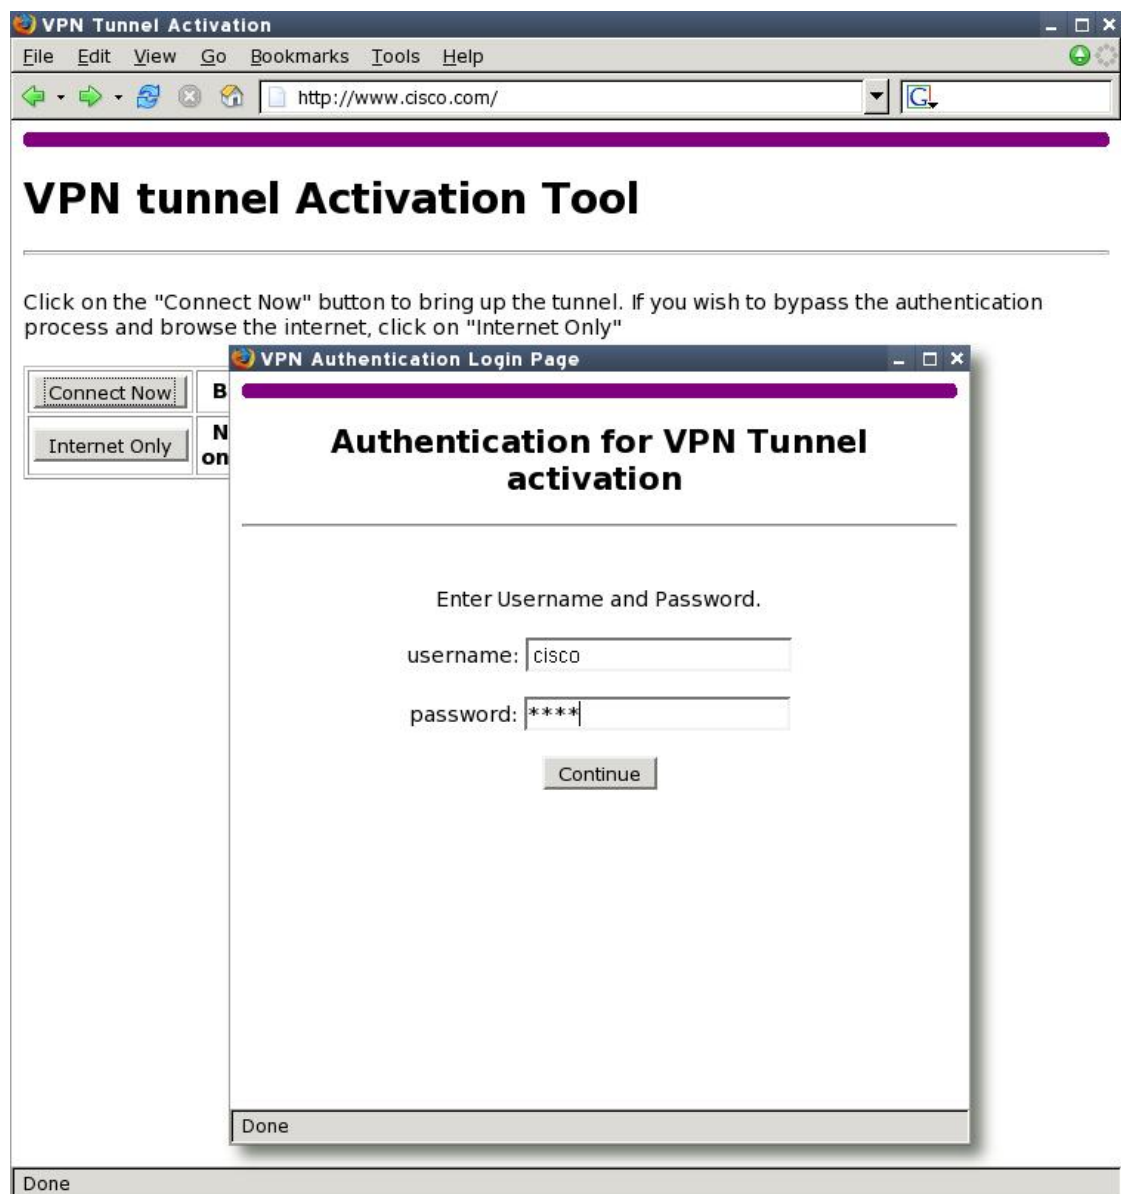 VPN Tunnel Activation
File Edit View Go Bookmarks Tools Help
http://www.cisco.com/
G
VPN tunnel Activation Tool
Click on the "Connect Now" button to bring up the tunnel. If you wish to bypass the authentication
process and browse the internet, click on "Internet Only"
Connect Now
Internet Only
on
VPN Authentication Login Page
Authentication for VPN Tunnel
activation
Enter Username and Password.
username: cisco
password: ****
Continue
Done
Done